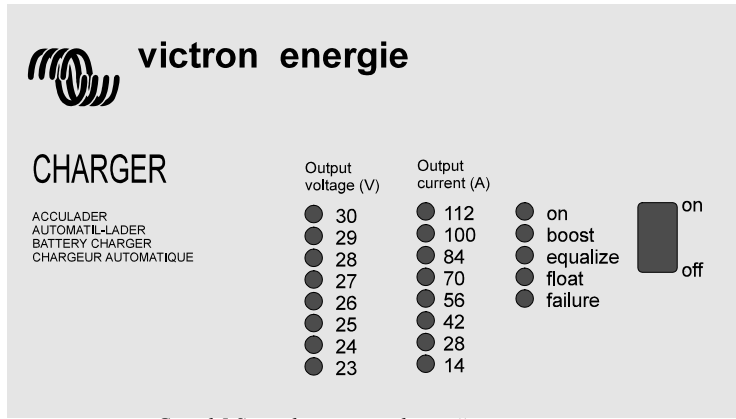 victron energie
CHARGER
ACCULADER
AUTOMATIL-LADER
BATTERY CHARGER
CHARGEUR AUTOMATIQUE
Output
voltage (V)
30
29
28
27
26
25
24
23
Output
current (A)
112
100
84
70
56
42
28
14
on
boost
equalize
float
failure
on
off